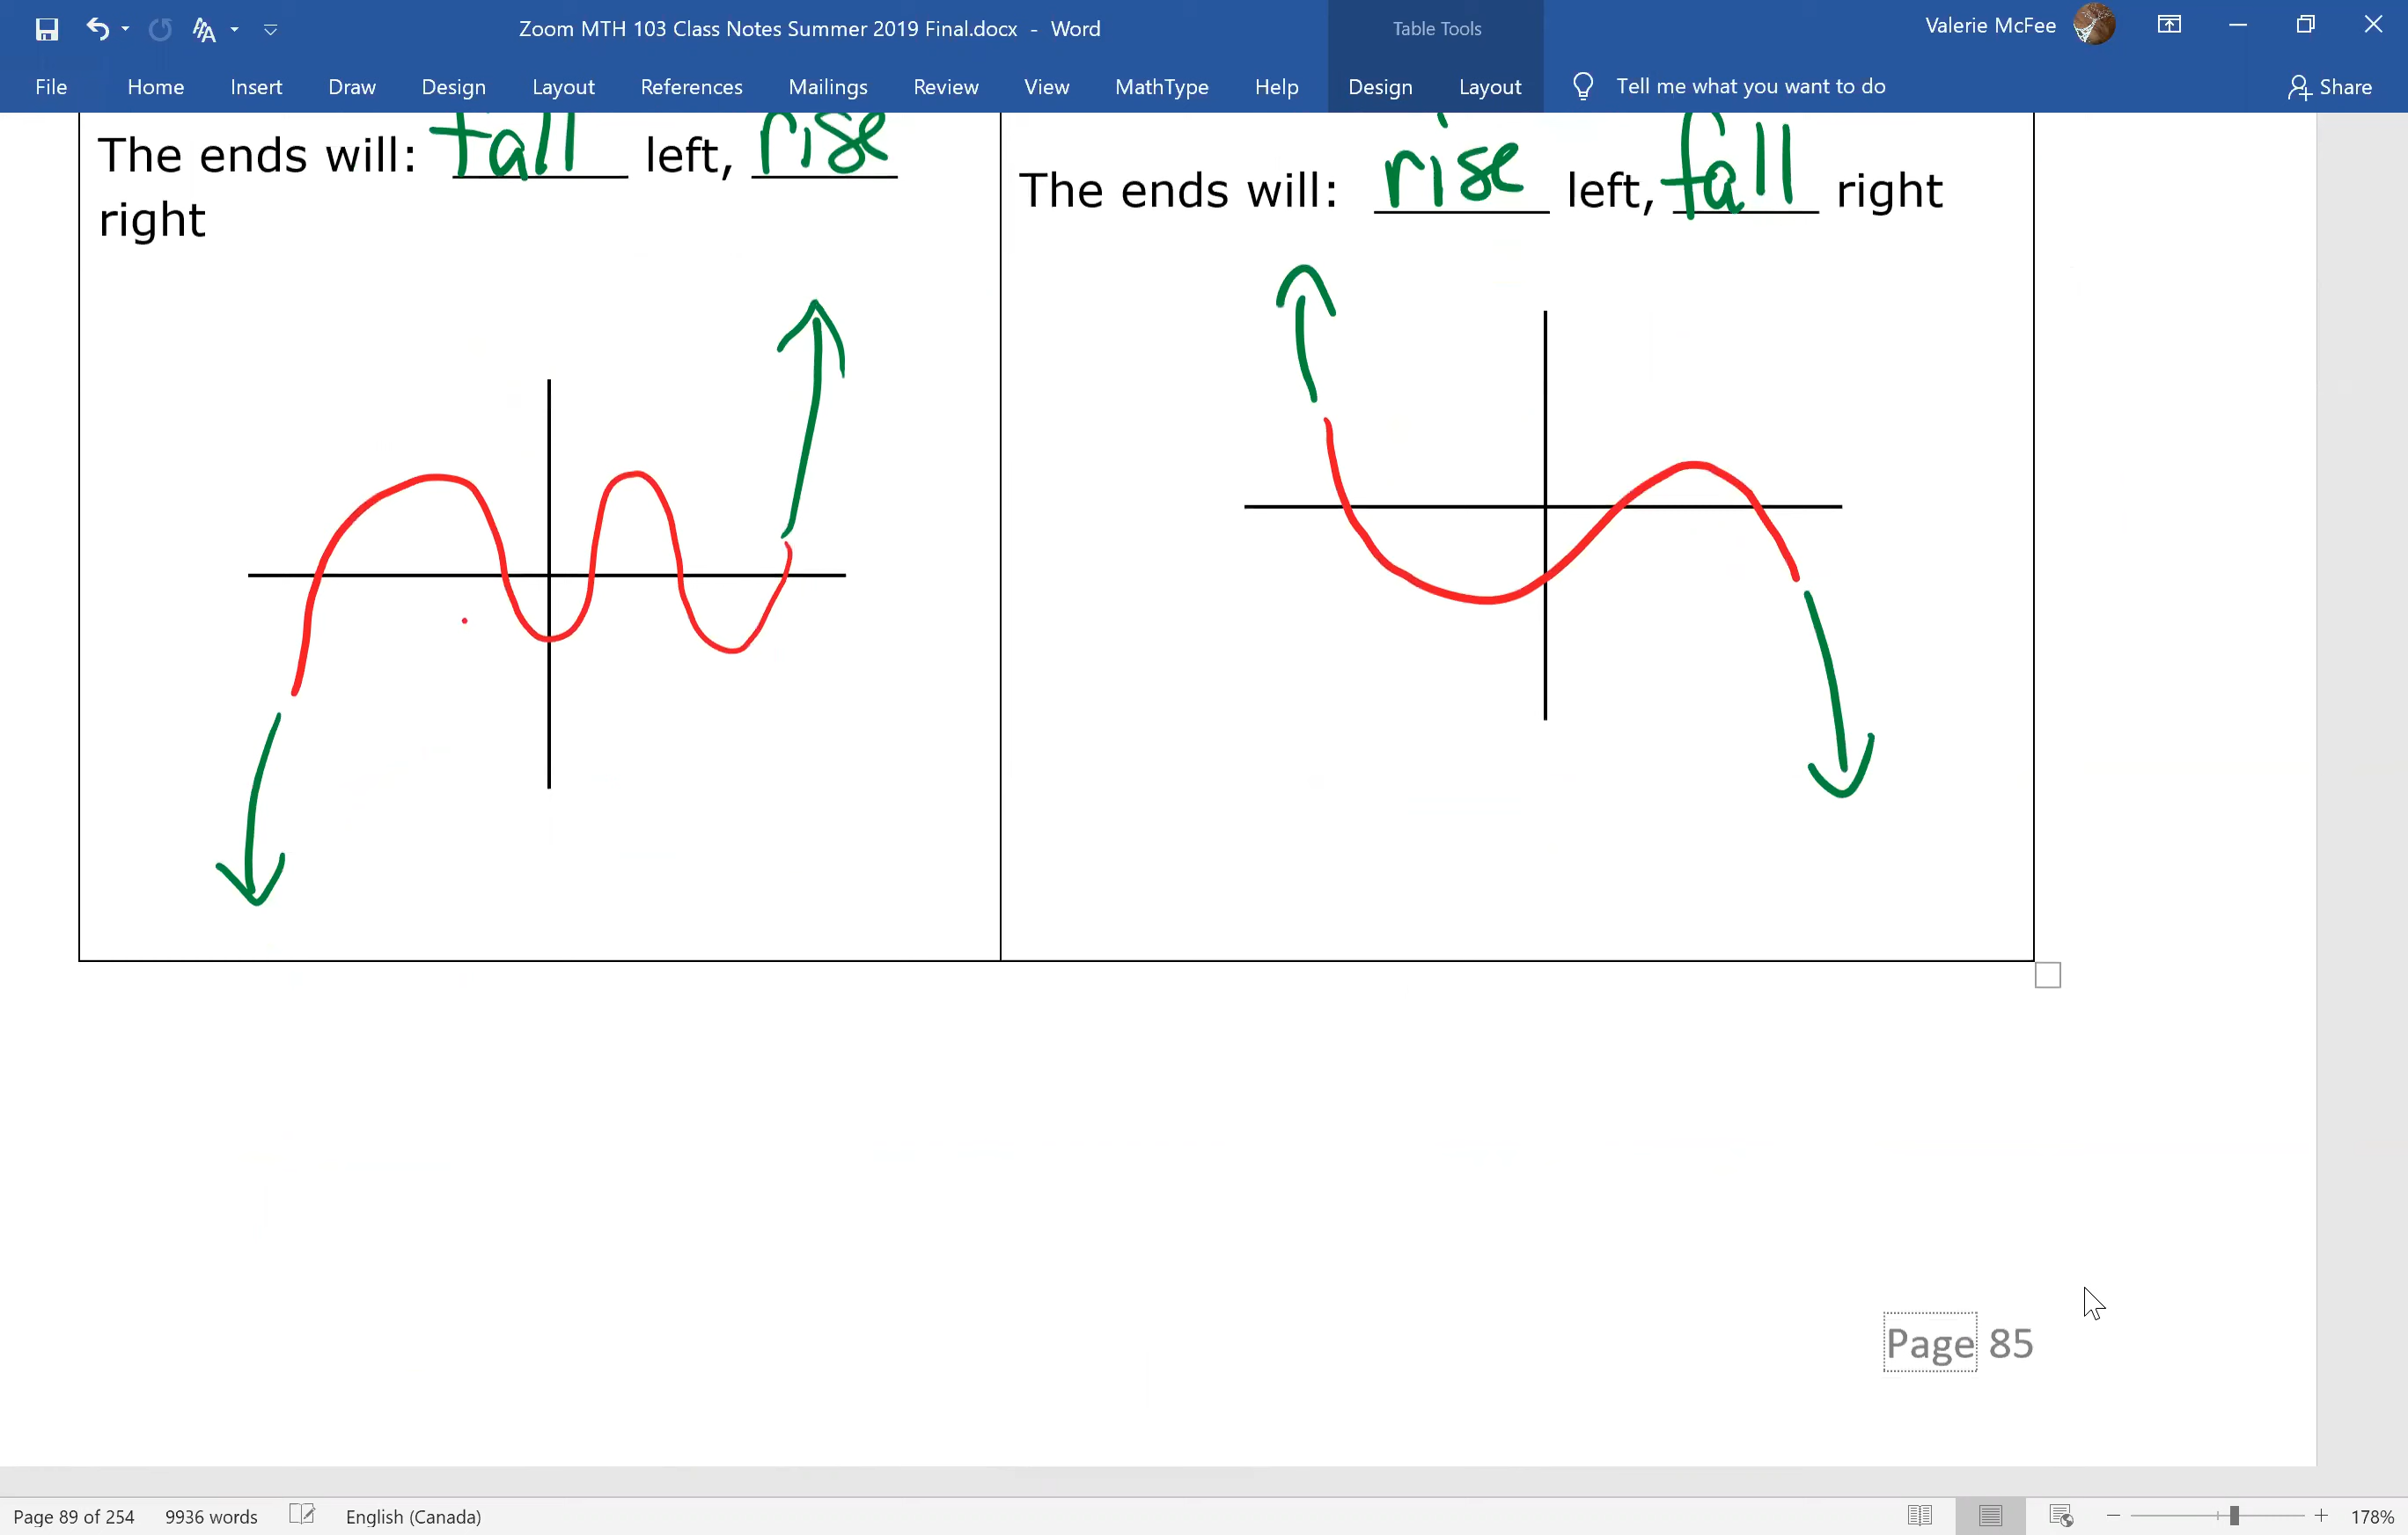 Zoom MTH 103 Class Notes Summer 2019 Final.docx - Word
Table Tools
Valerie McFee
File Home Insert Draw Design Layout References Mailings Review View MathType Help Design Layout Tell me what you want to do Share
The ends will: fall left, rise
right
The ends will: rise left, fall right
Page 85
Page 89 of 254 9936 words English (Canada) 178%